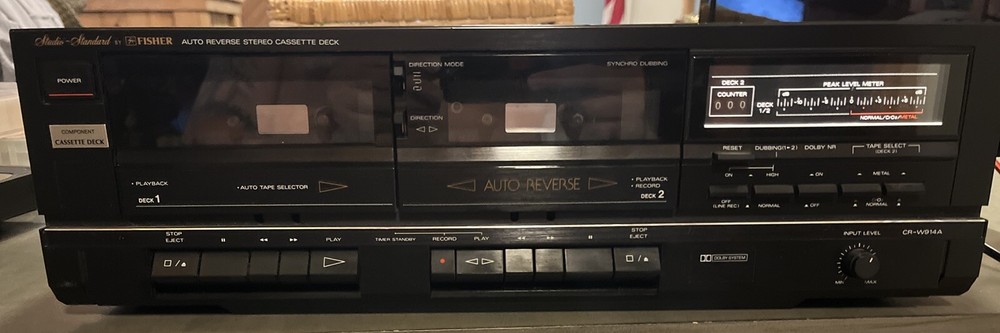 Studio-Standard BY FISHER AUTO REVERSE STEREO CASSETTE DECK
POWER
COMPONENT
CASSETTE DECK
DIRECTION MODE
SYNCHRO DUBBING
DIRECTION
• PLAYBACK
DECK 1
• AUTO TAPE SELECTOR
AUTO REVERSE
• PLAYBACK
• RECORD
DECK 2
DECK 2
COUNTER
000
PEAK LEVEL METER
dB
dB
DECK
1/2
NORMAL/CrO2/METAL
RESET
DUBBING(1▸2)
DOLBY NR
TAPE SELECT
(DECK 2)
ON
HIGH
ON
METAL
OFF
(LINE REC)
NORMAL
OFF
NORMAL
STOP
EJECT
PLAY
TIMER STANDBY
RECORD
PLAY
STOP
EJECT
DOLBY SYSTEM
INPUT LEVEL
MIN
MAX
CR-W914A